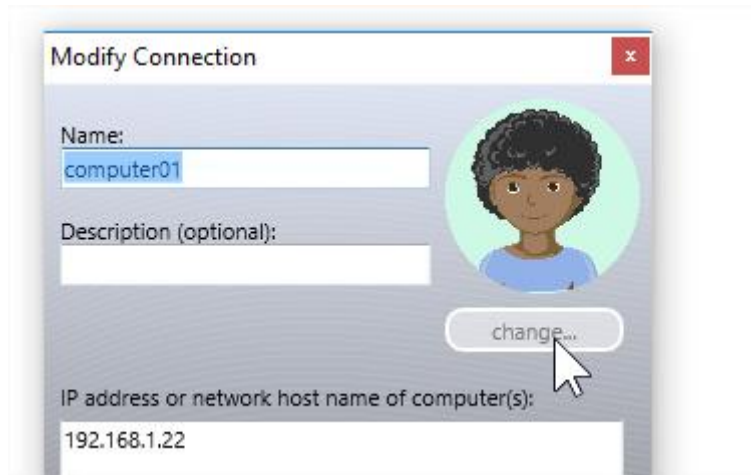 Modify Connection
x
Name:
computer01
Description (optional):
change...
IP address or network host name of computer(s):
192.168.1.22